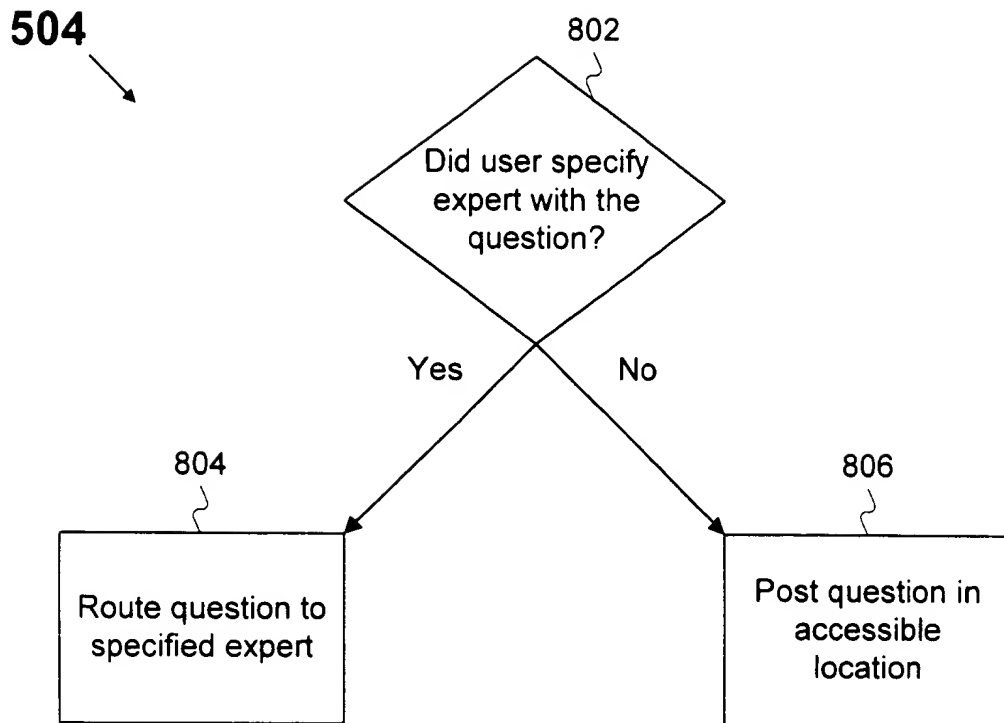 504
802
Did user specify
expert with the
question?
Yes
No
804
806
Route question to
specified expert
Post question in
accessible
location